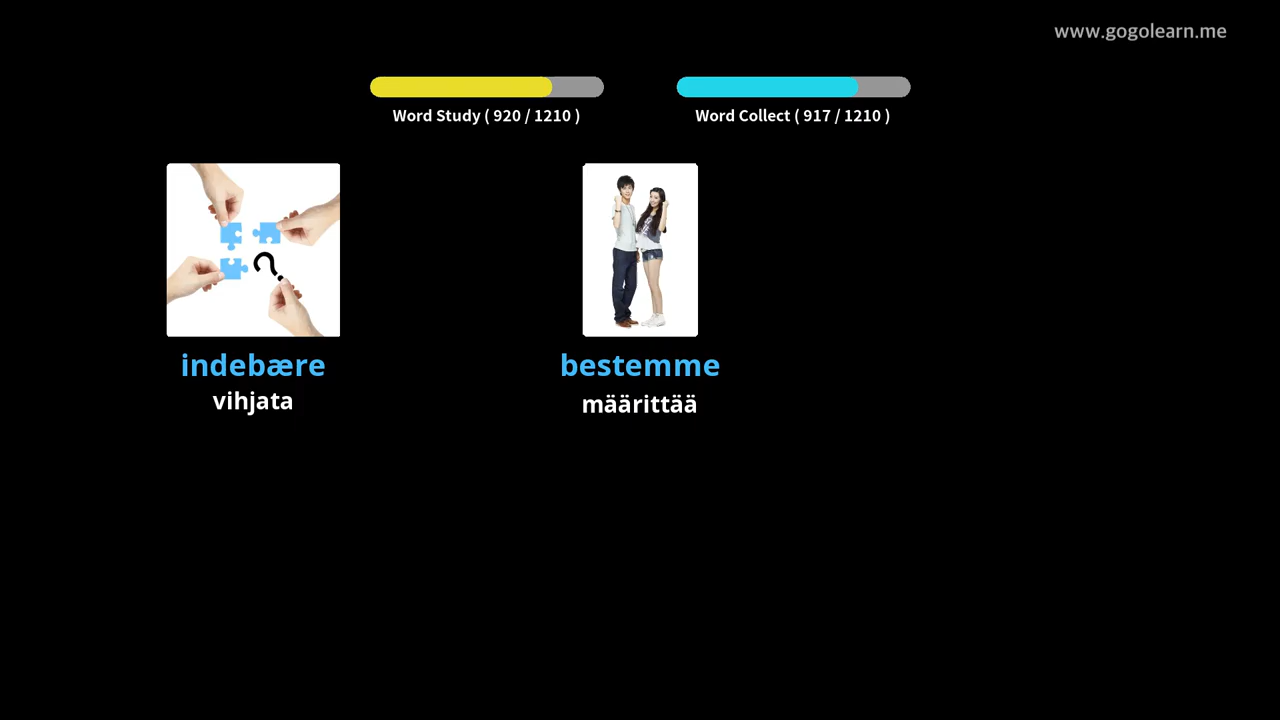 www.gogolearn.me
Word Study ( 920 / 1210 )
Word Collect ( 917 / 1210 )
indebære
vihjata
bestemme
määrittää